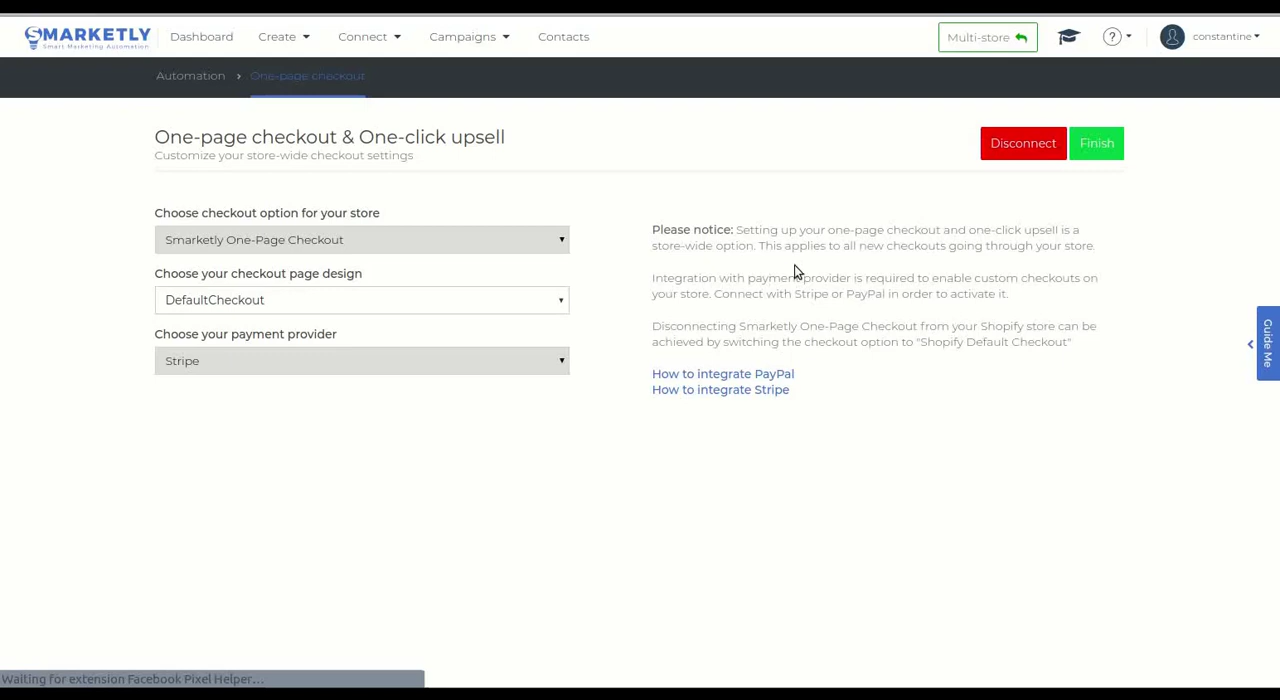 SMARKETLY
Smart Marketing Automation
Dashboard
Create
Connect
Campaigns
Contacts
Multi-store
?
constantine
Automation
One-page checkout
One-page checkout & One-click upsell
Customize your store-wide checkout settings
Disconnect
Finish
Choose checkout option for your store
Smarketly One-Page Checkout
Choose your checkout page design
DefaultCheckout
Choose your payment provider
Stripe
Please notice: Setting up your one-page checkout and one-click upsell is a
store-wide option. This applies to all new checkouts going through your store.
Integration with payment provider is required to enable custom checkouts on
your store. Connect with Stripe or PayPal in order to activate it.
Disconnecting Smarketly One-Page Checkout from your Shopify store can be
achieved by switching the checkout option to "Shopify Default Checkout"
How to integrate PayPal
How to integrate Stripe
Guide Me
Waiting for extension Facebook Pixel Helper...